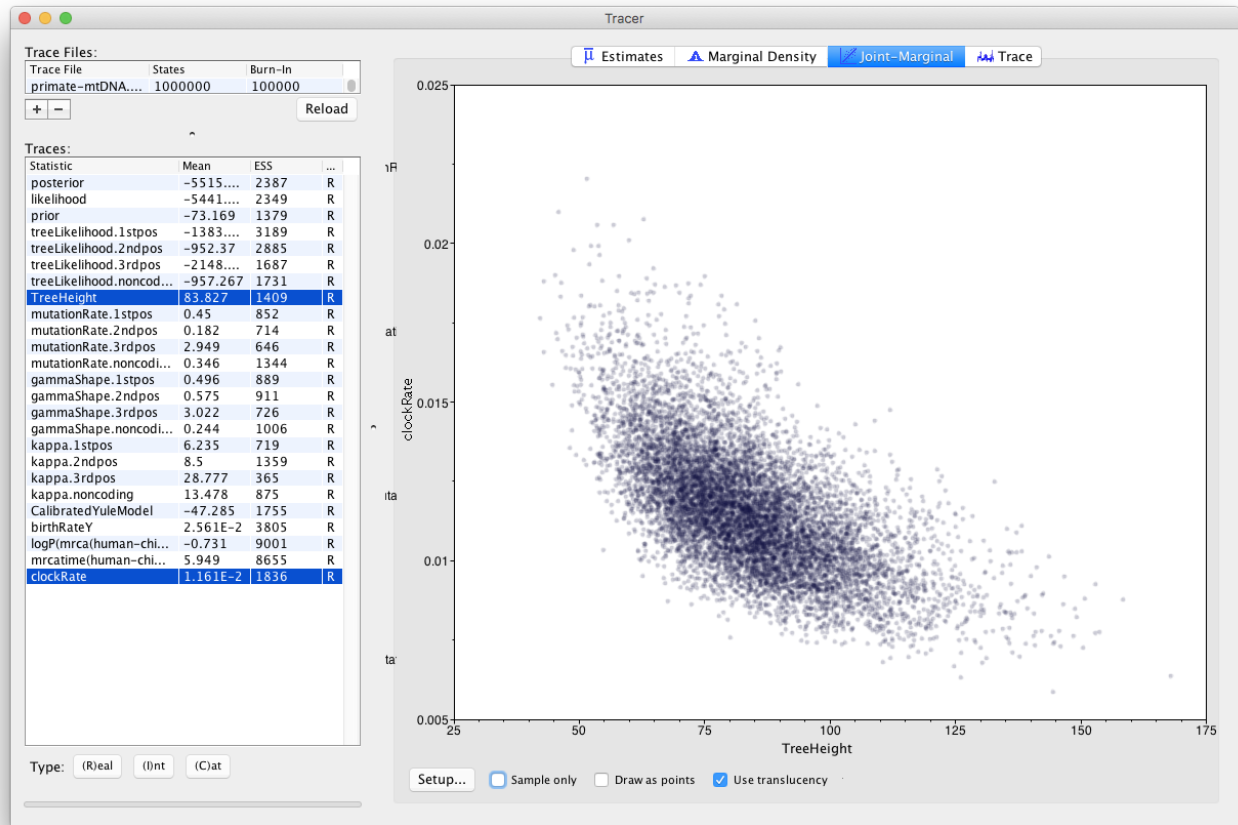 Tracer
Trace Files:
Trace File States Burn-In
primate-mtDNA.... 1000000 100000
+ −
Reload
Traces:
Statistic Mean ESS ...
posterior -5515.... 2387 R
likelihood -5441.... 2349 R
prior -73.169 1379 R
treeLikelihood.1stpos -1383.... 3189 R
treeLikelihood.2ndpos -952.37 2885 R
treeLikelihood.3rdpos -2148.... 1687 R
treeLikelihood.noncod... -957.267 1731 R
TreeHeight 83.827 1409 R
mutationRate.1stpos 0.45 852 R
mutationRate.2ndpos 0.182 714 R
mutationRate.3rdpos 2.949 646 R
mutationRate.noncodi... 0.346 1344 R
gammaShape.1stpos 0.496 889 R
gammaShape.2ndpos 0.575 911 R
gammaShape.3rdpos 3.022 726 R
gammaShape.noncodi... 0.244 1006 R
kappa.1stpos 6.235 719 R
kappa.2ndpos 8.5 1359 R
kappa.3rdpos 28.777 365 R
kappa.noncoding 13.478 875 R
CalibratedYuleModel -47.285 1755 R
birthRateY 2.561E-2 3805 R
logP(mrca(human-chi... -0.731 9001 R
mrcatime(human-chi... 5.949 8655 R
clockRate 1.161E-2 1836 R
Type: (R)eal (I)nt (C)at
Estimates Marginal Density Joint-Marginal Trace
0.025
0.02
0.015
0.01
0.005
clockRate
25 50 75 100 125 150 175
TreeHeight
Setup... Sample only Draw as points Use translucency